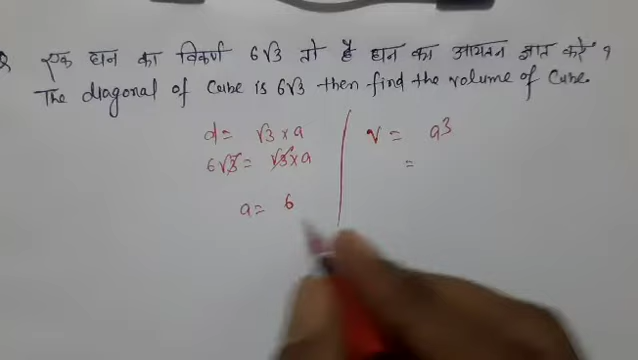 एक घन का विकर्ण 6√3 तो है घन का आयतन ज्ञात करें ?
The diagonal of Cube is 6√3 then find the volume of Cube.
d = √3 × a
6√3 = √3 × a
a = 6
v = a³
=